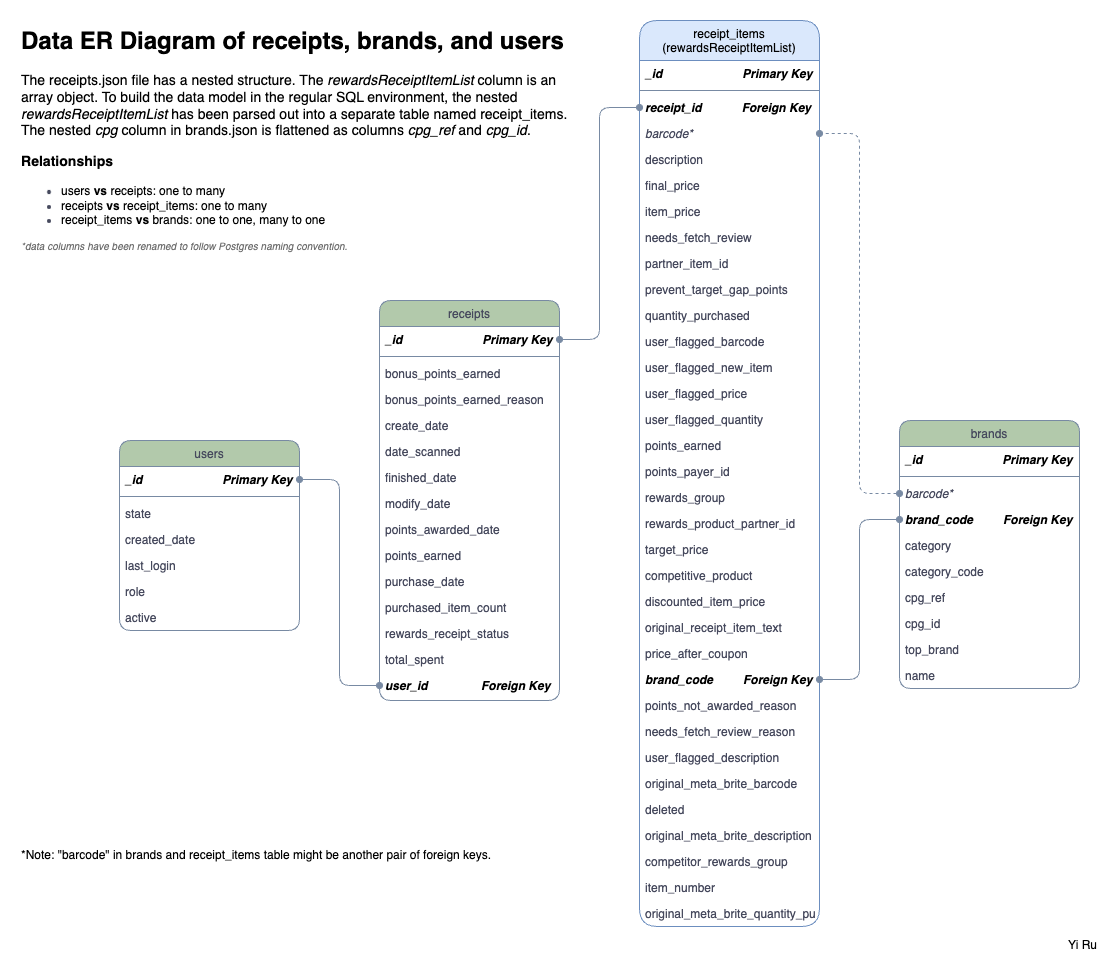 Data ER Diagram of receipts, brands, and users
The receipts.json file has a nested structure. The rewardsReceiptItemList column is an
array object. To build the data model in the regular SQL environment, the nested
rewardsReceiptItemList has been parsed out into a separate table named receipt_items.
The nested cpg column in brands.json is flattened as columns cpg_ref and cpg_id.
Relationships
• users vs receipts: one to many
• receipts vs receipt_items: one to many
• receipt_items vs brands: one to one, many to one
*data columns have been renamed to follow Postgres naming convention.
users
_id Primary Key
state
created_date
last_login
role
active
receipts
_id Primary Key
bonus_points_earned
bonus_points_earned_reason
create_date
date_scanned
finished_date
modify_date
points_awarded_date
points_earned
purchase_date
purchased_item_count
rewards_receipt_status
total_spent
user_id Foreign Key
receipt_items
(rewardsReceiptItemList)
_id Primary Key
receipt_id Foreign Key
barcode*
description
final_price
item_price
needs_fetch_review
partner_item_id
prevent_target_gap_points
quantity_purchased
user_flagged_barcode
user_flagged_new_item
user_flagged_price
user_flagged_quantity
points_earned
points_payer_id
rewards_group
rewards_product_partner_id
target_price
competitive_product
discounted_item_price
original_receipt_item_text
price_after_coupon
brand_code Foreign Key
points_not_awarded_reason
needs_fetch_review_reason
user_flagged_description
original_meta_brite_barcode
deleted
original_meta_brite_description
competitor_rewards_group
item_number
original_meta_brite_quantity_pu
brands
_id Primary Key
barcode*
brand_code Foreign Key
category
category_code
cpg_ref
cpg_id
top_brand
name
*Note: "barcode" in brands and receipt_items table might be another pair of foreign keys.
Yi Ru